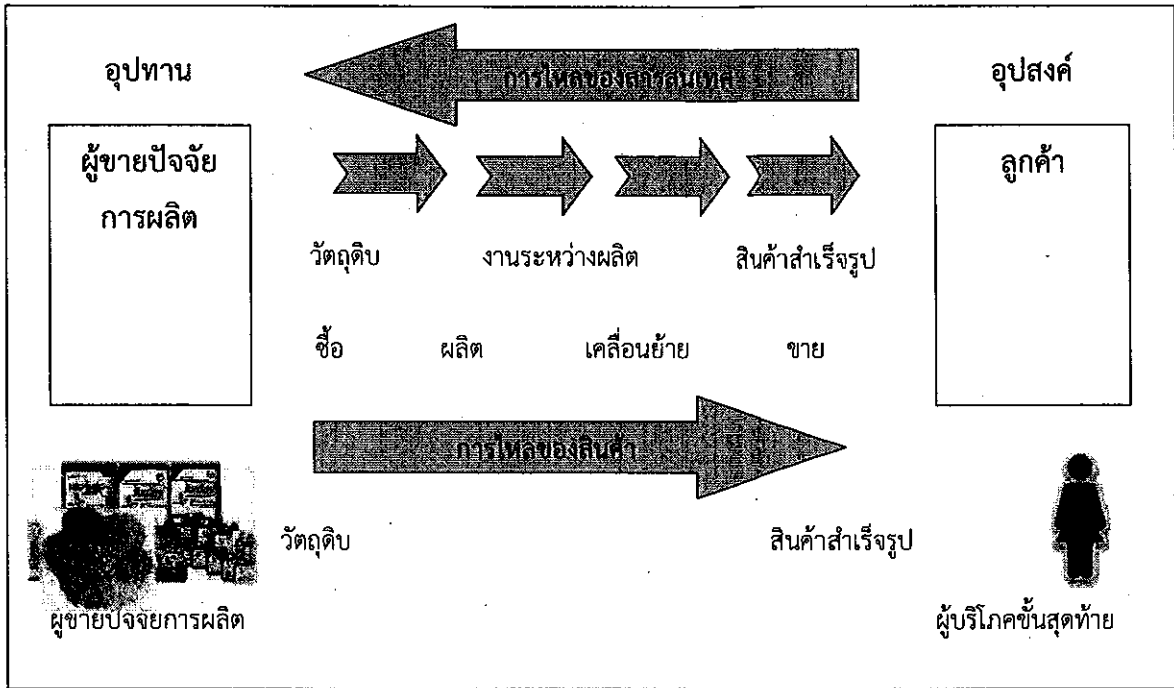 อุปทาน
การไหลของสารสนเทศ
อุปสงค์
ผู้ขายปัจจัย
การผลิต
ลูกค้า
วัตถุดิบ
งานระหว่างผลิต
สินค้าสำเร็จรูป
ซื้อ
ผลิต
เคลื่อนย้าย
ขาย
การไหลของสินค้า
วัตถุดิบ
สินค้าสำเร็จรูป
ผู้ขายปัจจัยการผลิต
ผู้บริโภคขั้นสุดท้าย